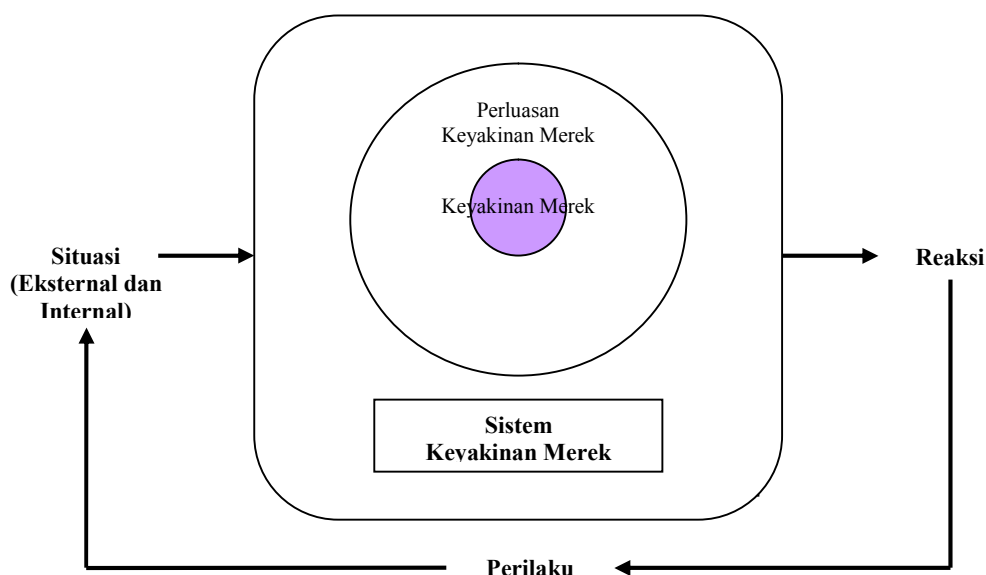 Perluasan
Keyakinan Merek
Keyakinan Merek
Situasi
(Eksternal dan
Internal)
Reaksi
Sistem
Keyakinan Merek
Perilaku